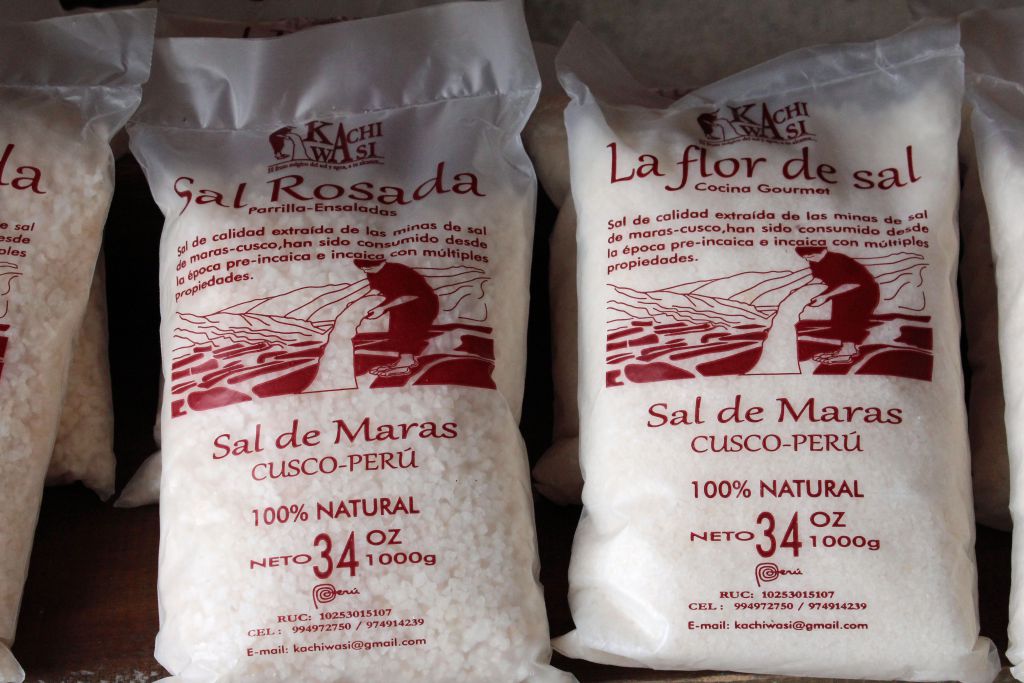 la
de sal
desde
ples
KACHI
WASI
Sal Rosada
Parrilla-Ensaladas
Sal de calidad extraída de las minas de sal
de maras-cusco,han sido consumido desde
la época pre-incaica e incaica con múltiples
propiedades.
Sal de Maras
CUSCO-PERÚ
100% NATURAL
NETO 34 OZ
1000g
Perú
RUC: 10253015107
CEL : 994972750 / 974914239
E-mail: kachiwasi@gmail.com
KACHI
WASI
La flor de sal
Cocina Gourmet
Sal de calidad extraída de las minas de sal
de maras-cusco,han sido consumido desde
la época pre-incaica e incaica con múltiples
propiedades.
Sal de Maras
CUSCO-PERÚ
100% NATURAL
NETO 34 OZ
1000g
Perú
RUC: 10253015107
CEL : 994972750 / 974914239
E-mail: kachiwasi@gmail.com